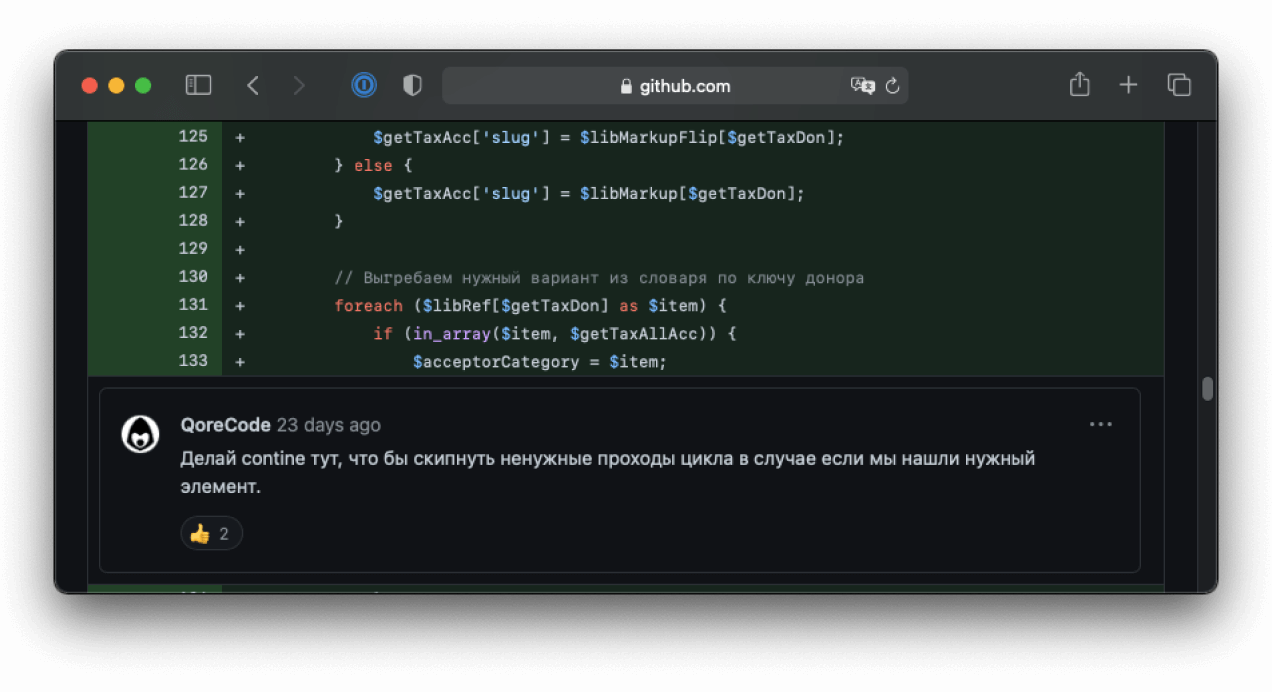 github.com
125 + $getTaxAcc['slug'] = $libMarkupFlip[$getTaxDon];
126 + } else {
127 + $getTaxAcc['slug'] = $libMarkup[$getTaxDon];
128 + }
129 +
130 + // Выгребаем нужный вариант из словаря по ключу донора
131 + foreach ($libRef[$getTaxDon] as $item) {
132 + if (in_array($item, $getTaxAllAcc)) {
133 + $acceptorCategory = $item;
QoreCode 23 days ago
Делай contine тут, что бы скипнуть ненужные проходы цикла в случае если мы нашли нужный
элемент.
👍 2